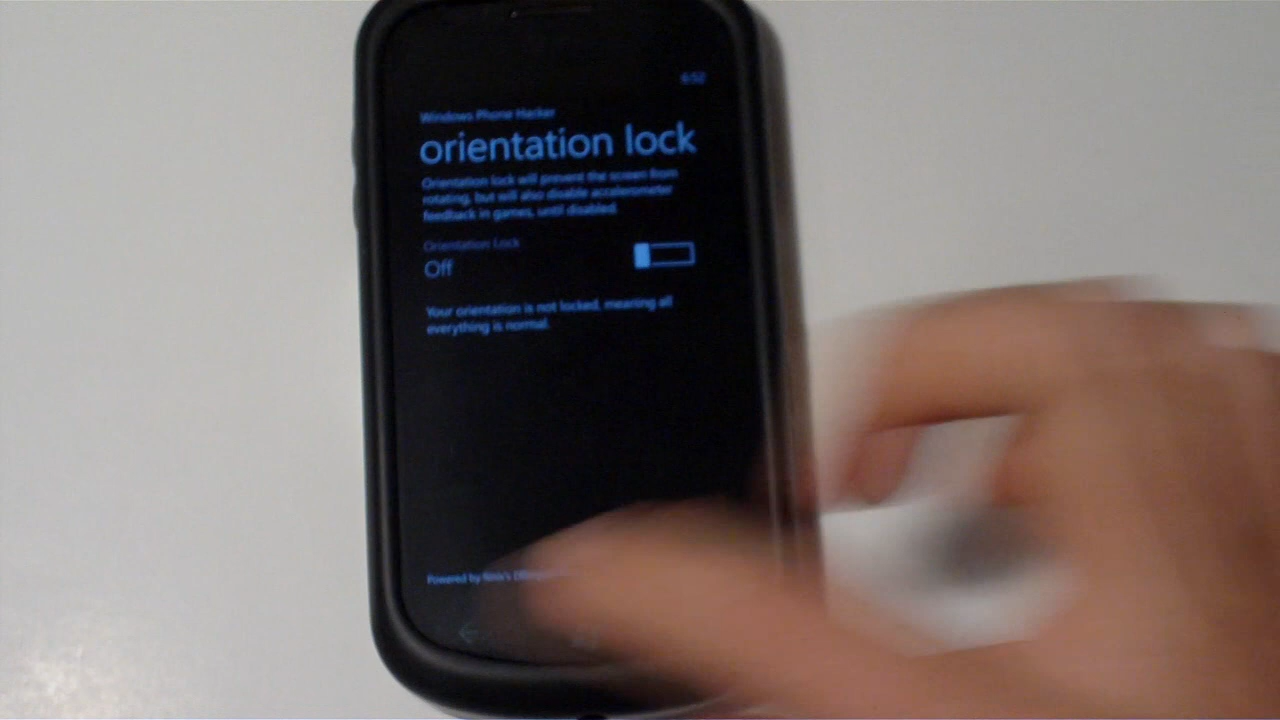 6:52
Windows Phone Hacker
orientation lock
Orientation lock will prevent the screen from
rotating, but will also disable accelerometer
feedback in games, until disabled.
Orientation Lock
Off
Your orientation is not locked, meaning all
everything is normal.
Powered by